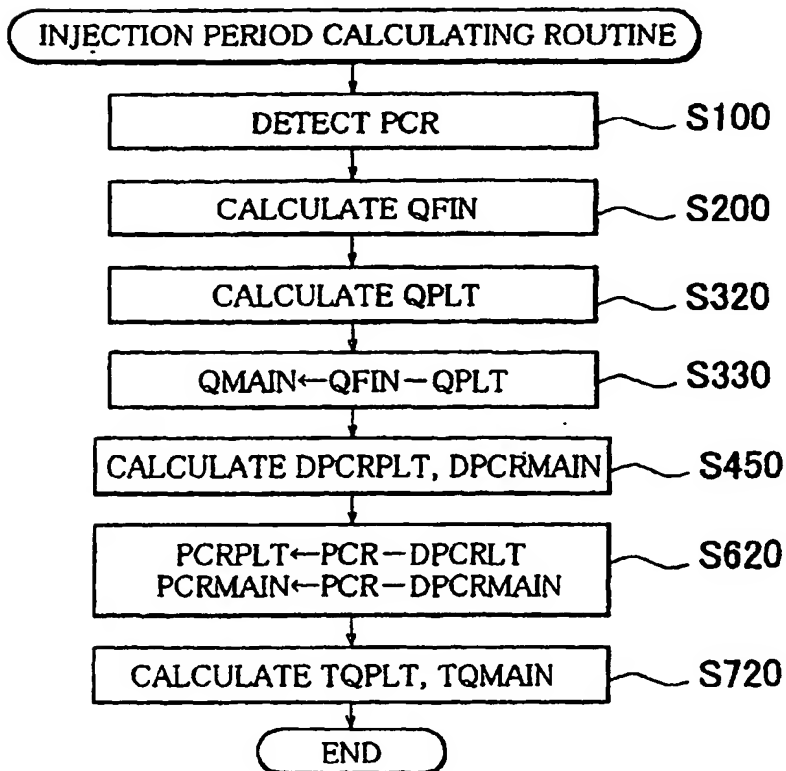 INJECTION PERIOD CALCULATING ROUTINE
DETECT PCR
S100
CALCULATE QFIN
S200
CALCULATE QPLT
S320
QMAIN←QFIN−QPLT
S330
CALCULATE DPCRPLT, DPCRMAIN
S450
PCRPLT←PCR−DPCRLT
PCRMAIN←PCR−DPCRMAIN
S620
CALCULATE TQPLT, TQMAIN
S720
END